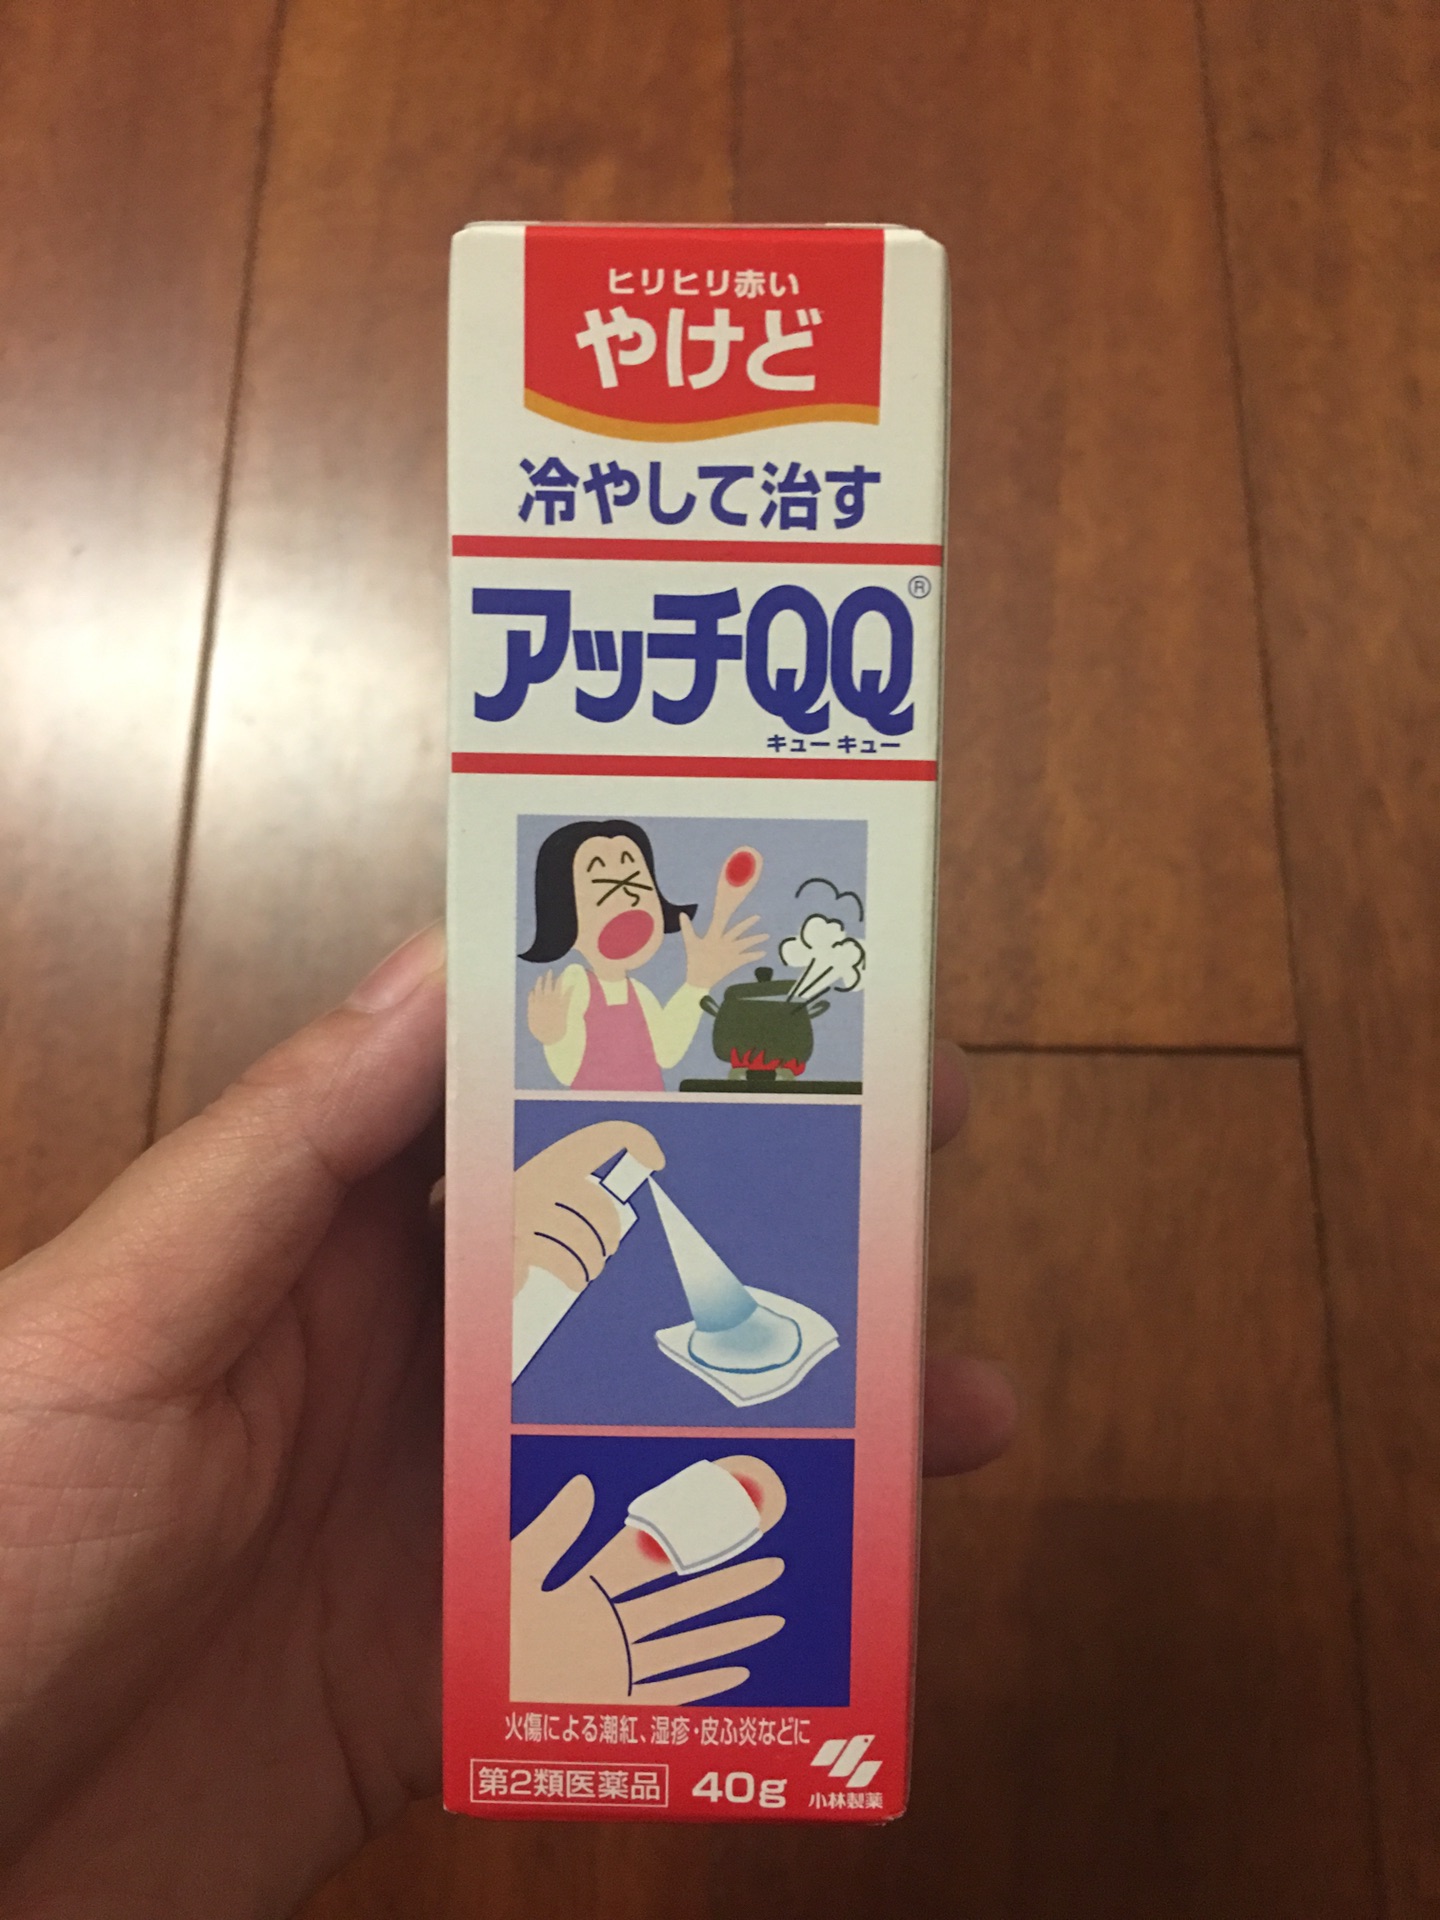 ヒリヒリ赤い
やけど
冷やして治す
アッチQQ®
キューキュー
火傷による潮紅、湿疹・皮ふ炎などに
第2類医薬品 40g 小林製薬